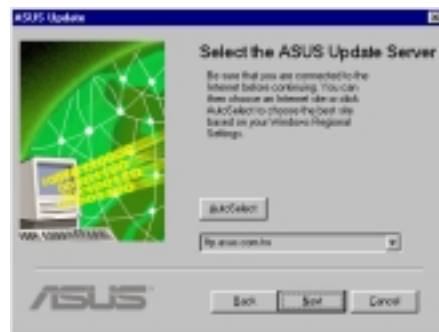 ASUS Update
Select the ASUS Update Server
Be sure that you are connected to the
Internet before continuing. You can
then choose an Internet site or click
AutoSelect to choose the best site
based on your Windows Regional
Settings.
AutoSelect
ASUS
Back
Next
Cancel